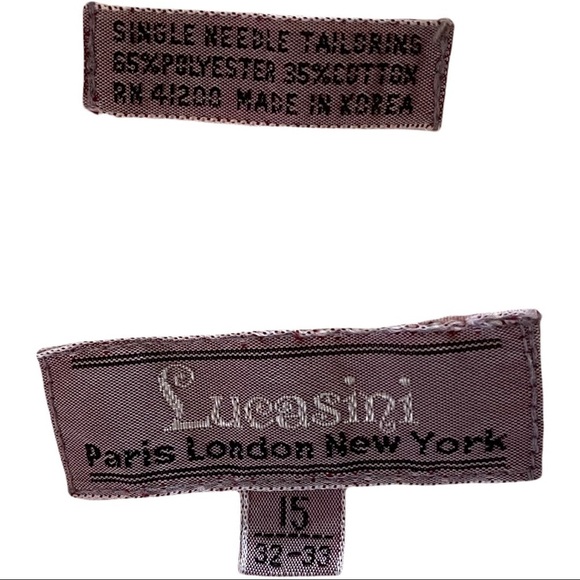 SINGLE NEEDLE TAILORING
65%POLYESTER 35%COTTON
RN 41200 MADE IN KOREA
Lucasini
Paris London New York
15
32-33